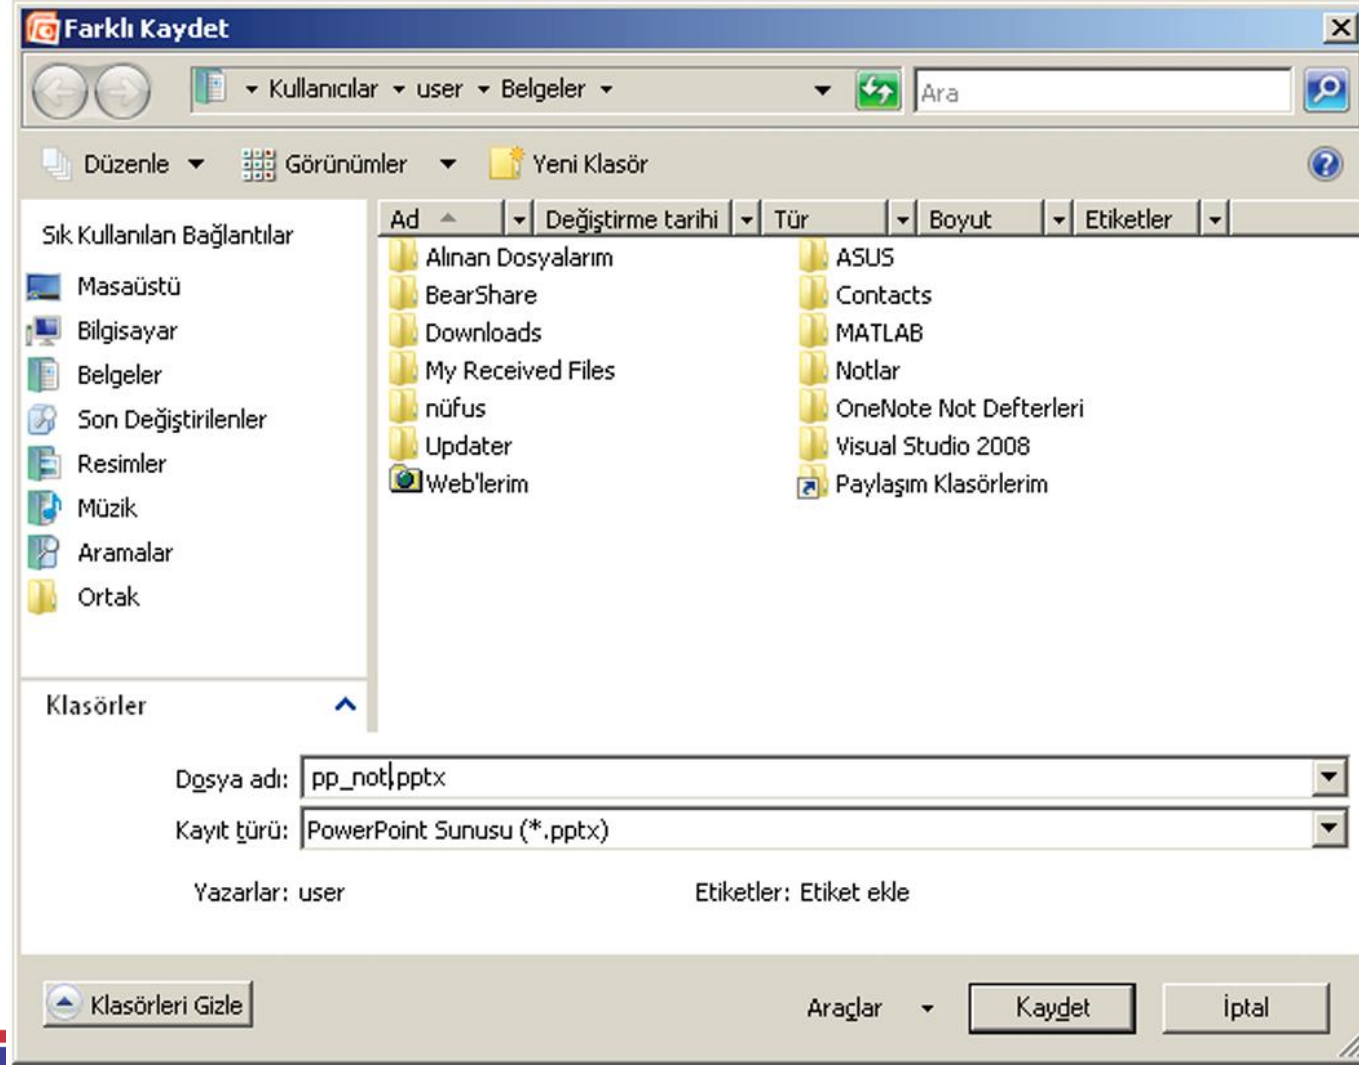 Farklı Kaydet
Kullanıcılar user Belgeler Ara
Düzenle Görünümler Yeni Klasör
Sık Kullanılan Bağlantılar
Masaüstü
Bilgisayar
Belgeler
Son Değiştirilenler
Resimler
Müzik
Aramalar
Ortak
Klasörler
Ad Değiştirme tarihi Tür Boyut Etiketler
Alınan Dosyalarım ASUS
BearShare Contacts
Downloads MATLAB
My Received Files Notlar
nüfus OneNote Not Defterleri
Updater Visual Studio 2008
Web'lerim Paylaşım Klasörlerim
Dosya adı: pp_not.pptx
Kayıt türü: PowerPoint Sunusu (*.pptx)
Yazarlar: user Etiketler: Etiket ekle
Klasörleri Gizle Araçlar Kaydet İptal